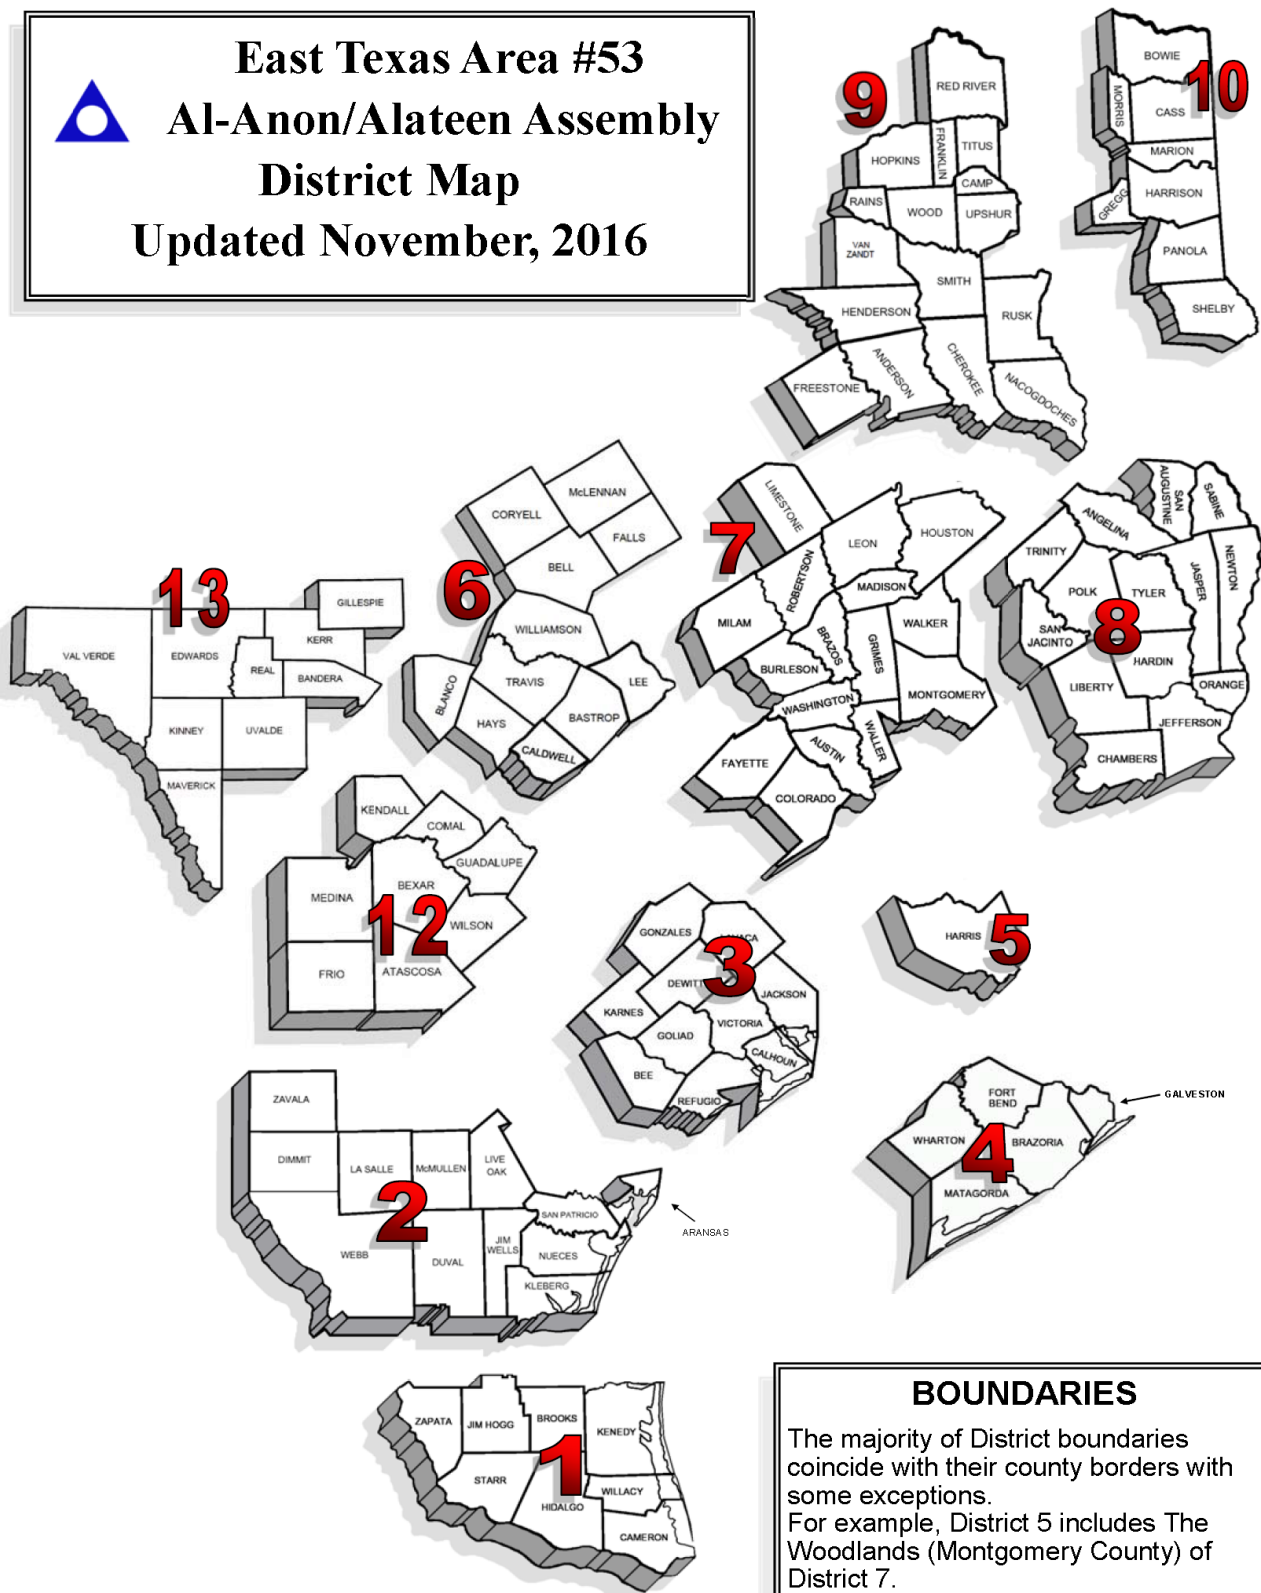 East Texas Area #53
Al-Anon/Alateen Assembly
District Map
Updated November, 2016
9
RED RIVER
HOPKINS
FRANKLIN
TITUS
CAMP
RAINS
WOOD
UPSHUR
VAN
ZANDT
SMITH
HENDERSON
RUSK
ANDERSON
CHEROKEE
FREESTONE
NACOGDOCHES
10
BOWIE
MORRIS
CASS
MARION
HARRISON
GREGG
PANOLA
SHELBY
13
GILLESPIE
KERR
VAL VERDE
EDWARDS
REAL
BANDERA
KINNEY
UVALDE
MAVERICK
6
McLENNAN
CORYELL
FALLS
BELL
WILLIAMSON
BLANCO
TRAVIS
LEE
HAYS
BASTROP
CALDWELL
7
LIMESTONE
LEON
HOUSTON
ROBERTSON
MADISON
MILAM
BRAZOS
GRIMES
WALKER
BURLESON
WASHINGTON
MONTGOMERY
AUSTIN
WALLER
FAYETTE
COLORADO
8
SAN
AUGUSTINE
SABINE
ANGELINA
TRINITY
JASPER
NEWTON
POLK
TYLER
SAN
JACINTO
HARDIN
LIBERTY
ORANGE
JEFFERSON
CHAMBERS
12
KENDALL
COMAL
GUADALUPE
MEDINA
BEXAR
WILSON
FRIO
ATASCOSA
3
GONZALES
LAVACA
DEWITT
JACKSON
KARNES
VICTORIA
GOLIAD
CALHOUN
BEE
REFUGIO
5
HARRIS
4
FORT
BEND
GALVESTON
WHARTON
BRAZORIA
MATAGORDA
2
ZAVALA
DIMMIT
LA SALLE
McMULLEN
LIVE
OAK
SAN PATRICIO
ARANSAS
WEBB
DUVAL
JIM
WELLS
NUECES
KLEBERG
1
ZAPATA
JIM HOGG
BROOKS
KENEDY
STARR
HIDALGO
WILLACY
CAMERON
BOUNDARIES
The majority of District boundaries
coincide with their county borders with
some exceptions.
For example, District 5 includes The
Woodlands (Montgomery County) of
District 7.